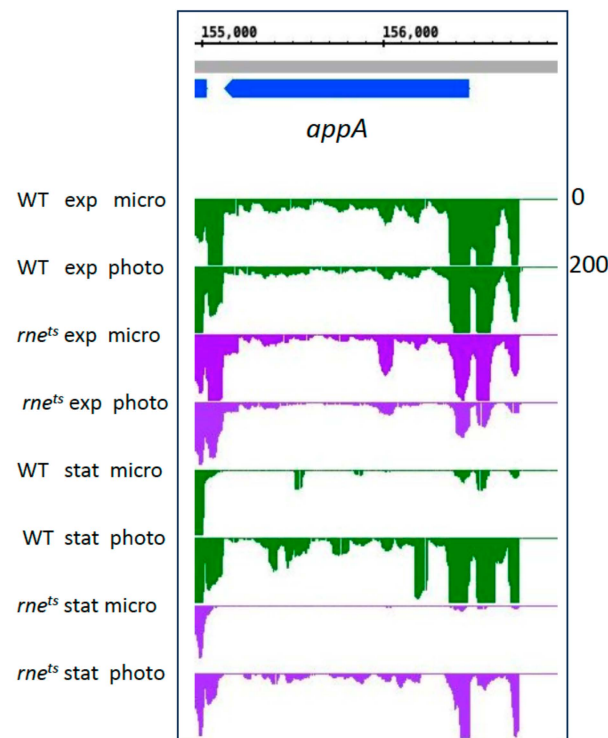 155,000 156,000
appA
WT exp micro 0
WT exp photo 200
rneᵗˢ exp micro
rneᵗˢ exp photo
WT stat micro
WT stat photo
rneᵗˢ stat micro
rneᵗˢ stat photo